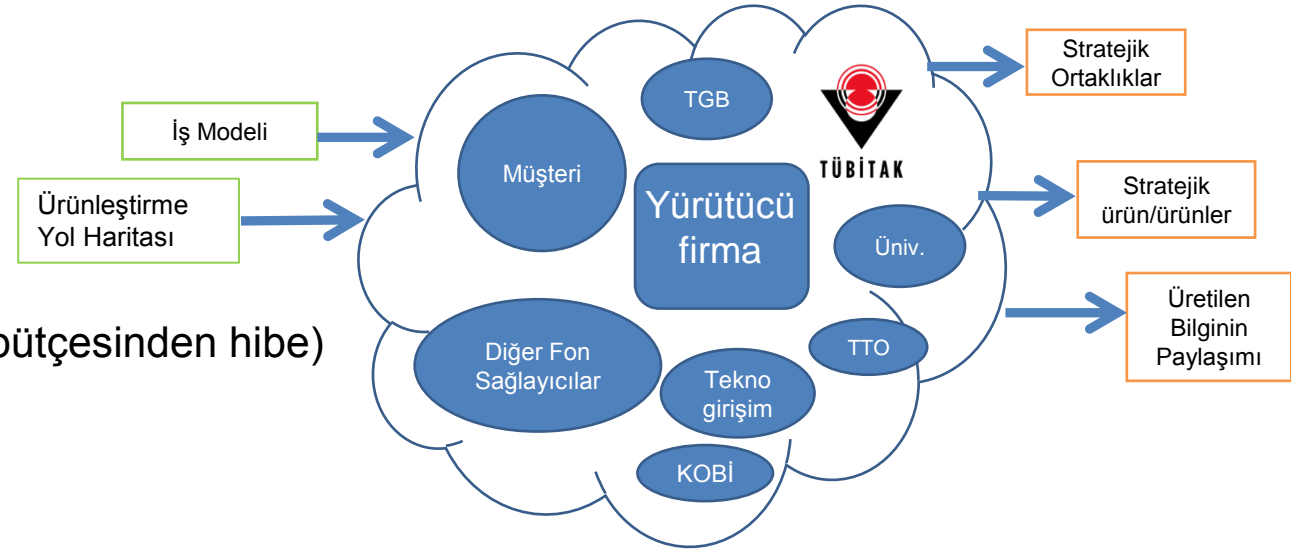 İş Modeli
Ürünleştirme
Yol Haritası
bütçesinden hibe)
TGB
Müşteri
TÜBİTAK
Yürütücü
firma
Üniv.
TTO
Diğer Fon
Sağlayıcılar
Tekno
girişim
KOBİ
Stratejik
Ortaklıklar
Stratejik
ürün/ürünler
Üretilen
Bilginin
Paylaşımı